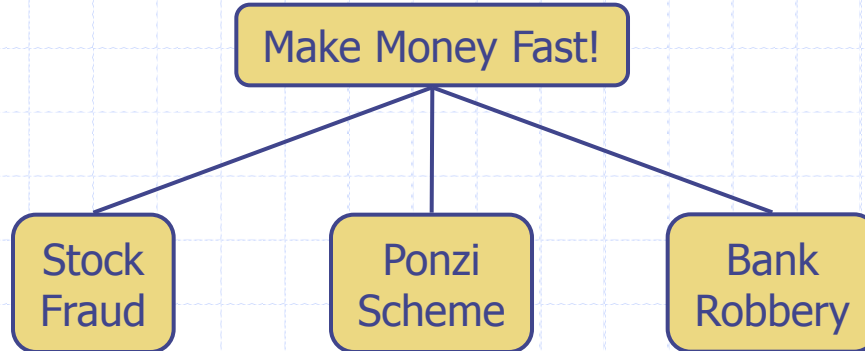 Make Money Fast!
Stock
Fraud
Ponzi
Scheme
Bank
Robbery